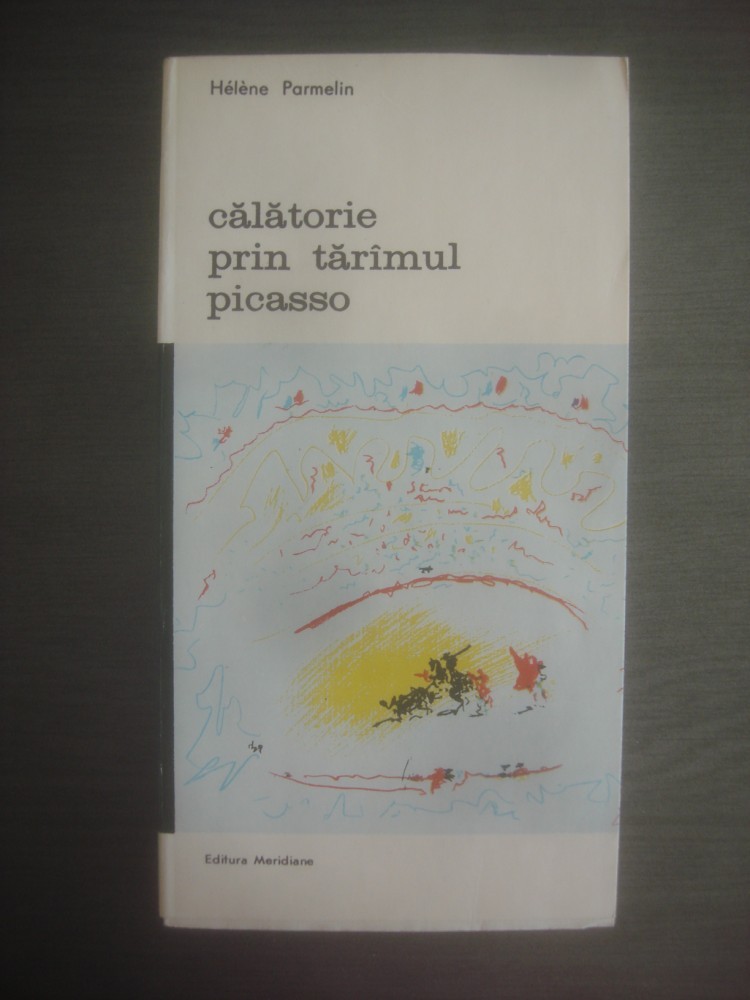 Hélène Parmelin
călătorie
prin tărîmul
picasso
Editura Meridiane